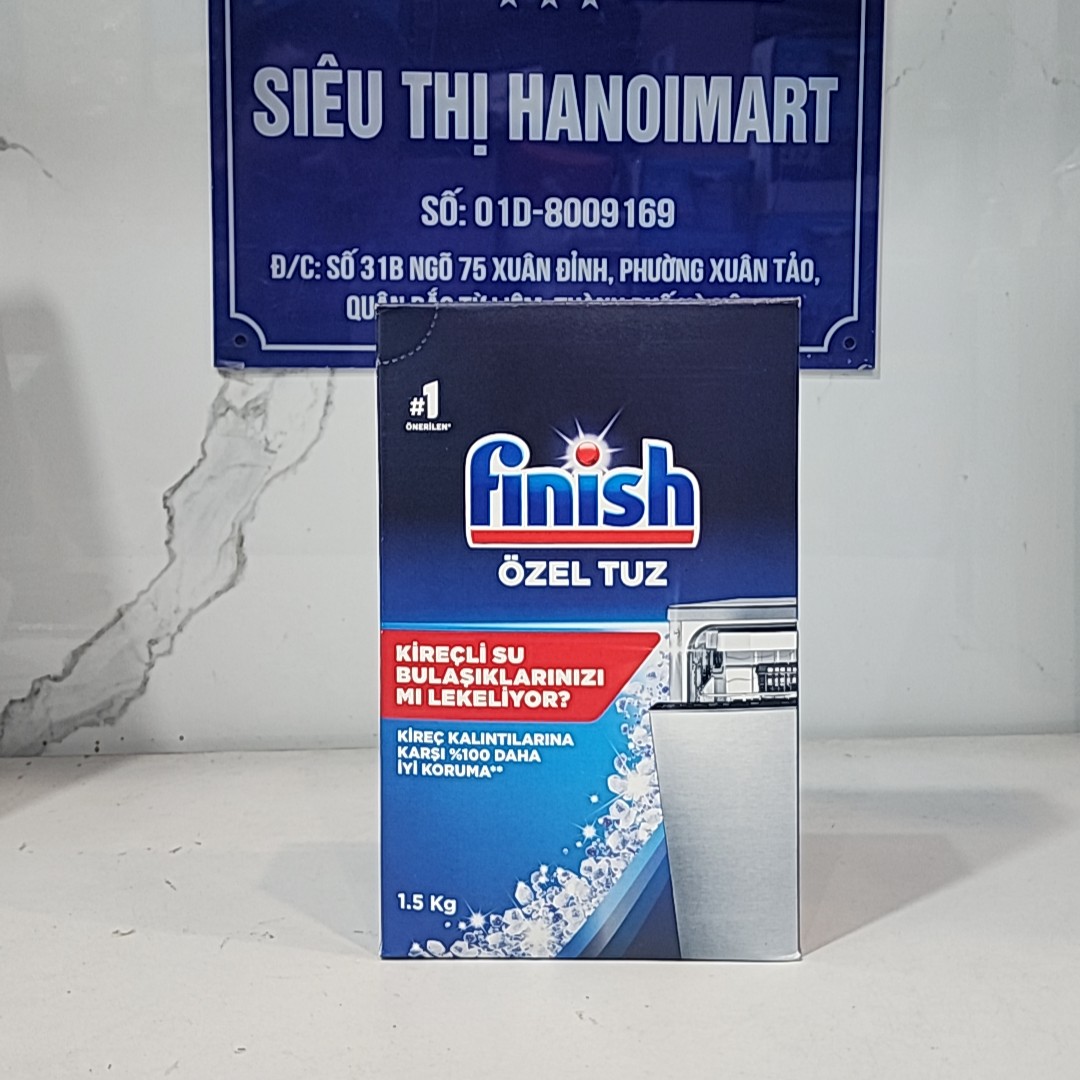 SIÊU THỊ HANOIMART
SỐ: 01D-8009169
Đ/C: SỐ 31B NGÕ 75 XUÂN ĐỈNH, PHƯỜNG XUÂN TẢO,
#1
ÖNERİLEN*
finish
ÖZEL TUZ
KİREÇLİ SU
BULAŞIKLARINIZI
MI LEKELİYOR?
KİREÇ KALINTILARINA
KARŞI %100 DAHA
İYİ KORUMA**
1.5 Kg